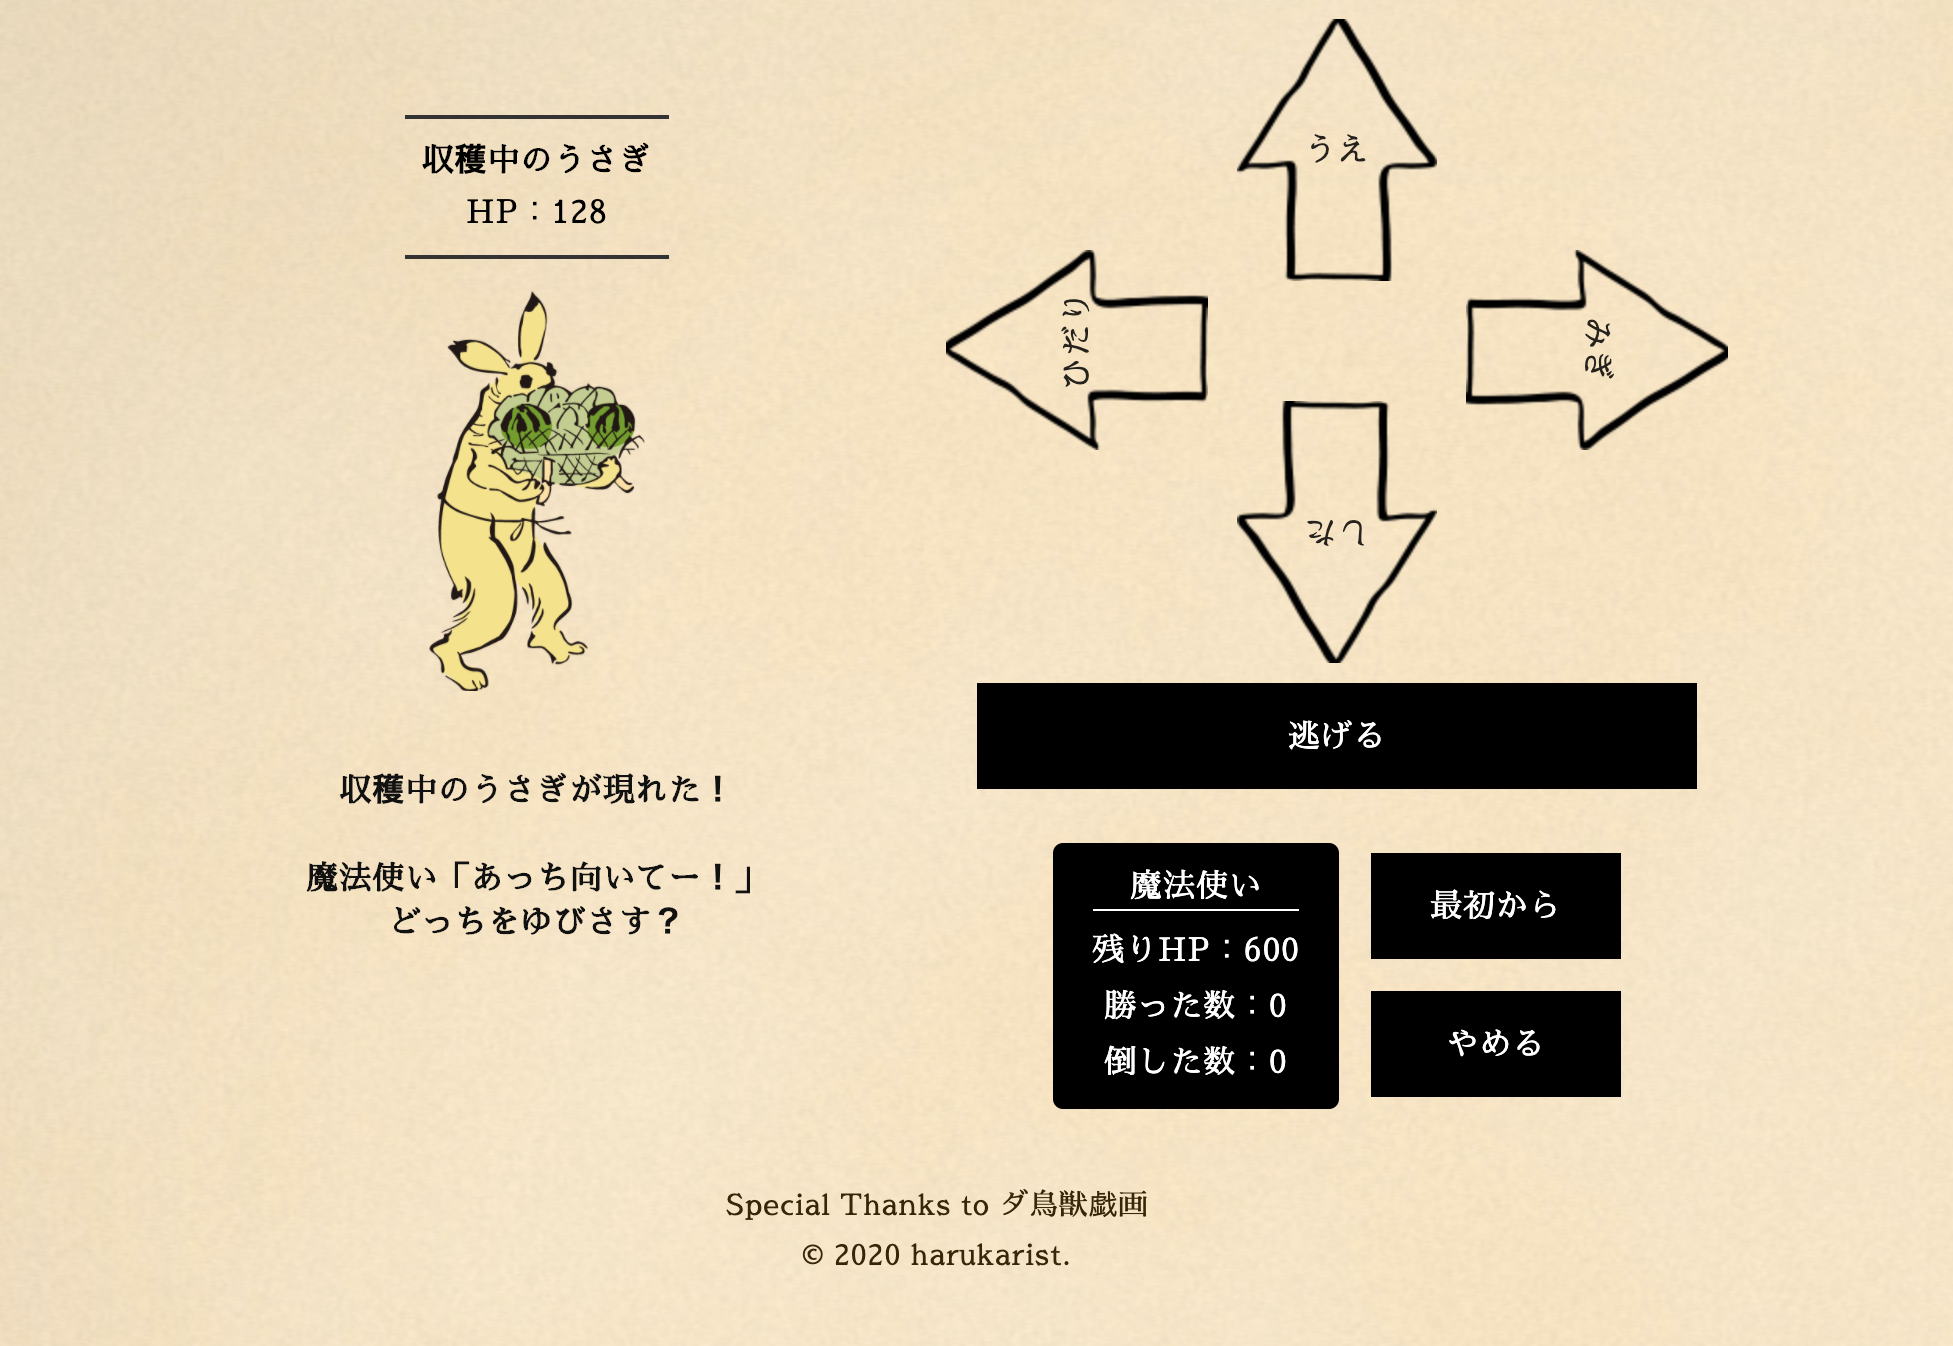 収穫中のうさぎ
HP：128
収穫中のうさぎが現れた！
魔法使い「あっち向いてー！」
どっちをゆびさす？
うえ
ひだり
みぎ
した
逃げる
魔法使い
残りHP：600
勝った数：0
倒した数：0
最初から
やめる
Special Thanks to ダ鳥獣戯画
© 2020 harukarist.